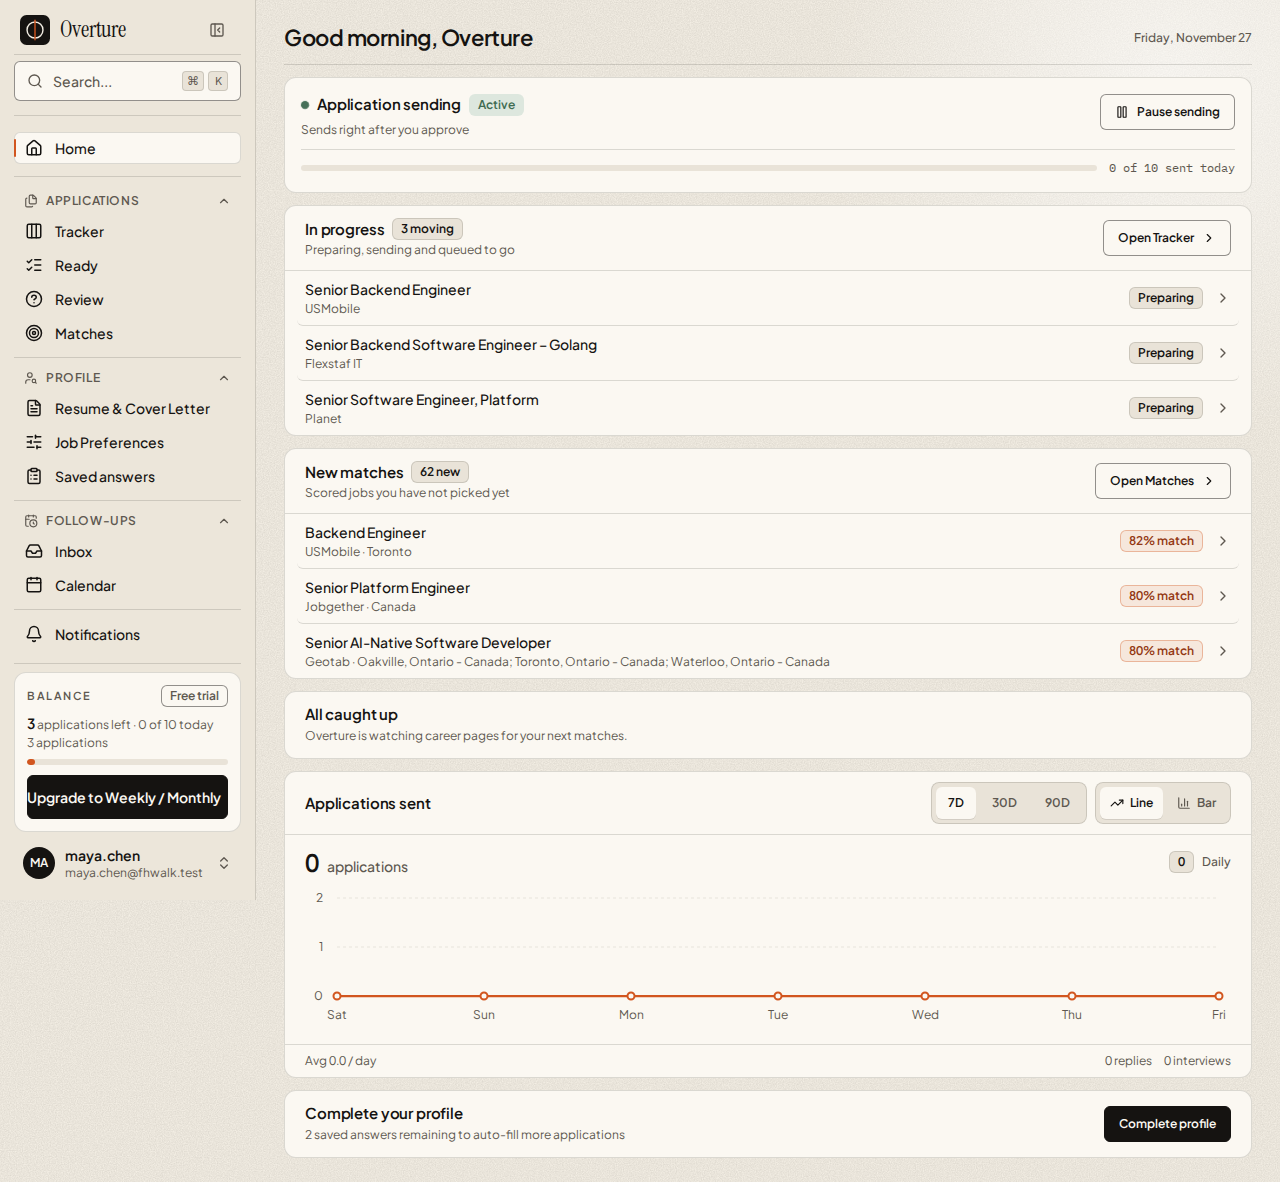 Overture
Search...
⌘ K
Home
APPLICATIONS
Tracker
Ready
Review
Matches
PROFILE
Resume & Cover Letter
Job Preferences
Saved answers
FOLLOW-UPS
Inbox
Calendar
Notifications
BALANCE
Free trial
3 applications left · 0 of 10 today
3 applications
Upgrade to Weekly / Monthly
MA
maya.chen
maya.chen@fhwalk.test
Good morning, Overture
Friday, November 27
Application sending
Active
Sends right after you approve
Pause sending
0 of 10 sent today
In progress
3 moving
Preparing, sending and queued to go
Open Tracker
Senior Backend Engineer
USMobile
Preparing
Senior Backend Software Engineer – Golang
Flexstaf IT
Preparing
Senior Software Engineer, Platform
Planet
Preparing
New matches
62 new
Scored jobs you have not picked yet
Open Matches
Backend Engineer
USMobile · Toronto
82% match
Senior Platform Engineer
Jobgether · Canada
80% match
Senior AI-Native Software Developer
Geotab · Oakville, Ontario - Canada; Toronto, Ontario - Canada; Waterloo, Ontario - Canada
80% match
All caught up
Overture is watching career pages for your next matches.
Applications sent
7D 30D 90D
Line Bar
0 applications
0 Daily
2
1
0
Sat Sun Mon Tue Wed Thu Fri
Avg 0.0 / day
0 replies 0 interviews
Complete your profile
2 saved answers remaining to auto-fill more applications
Complete profile